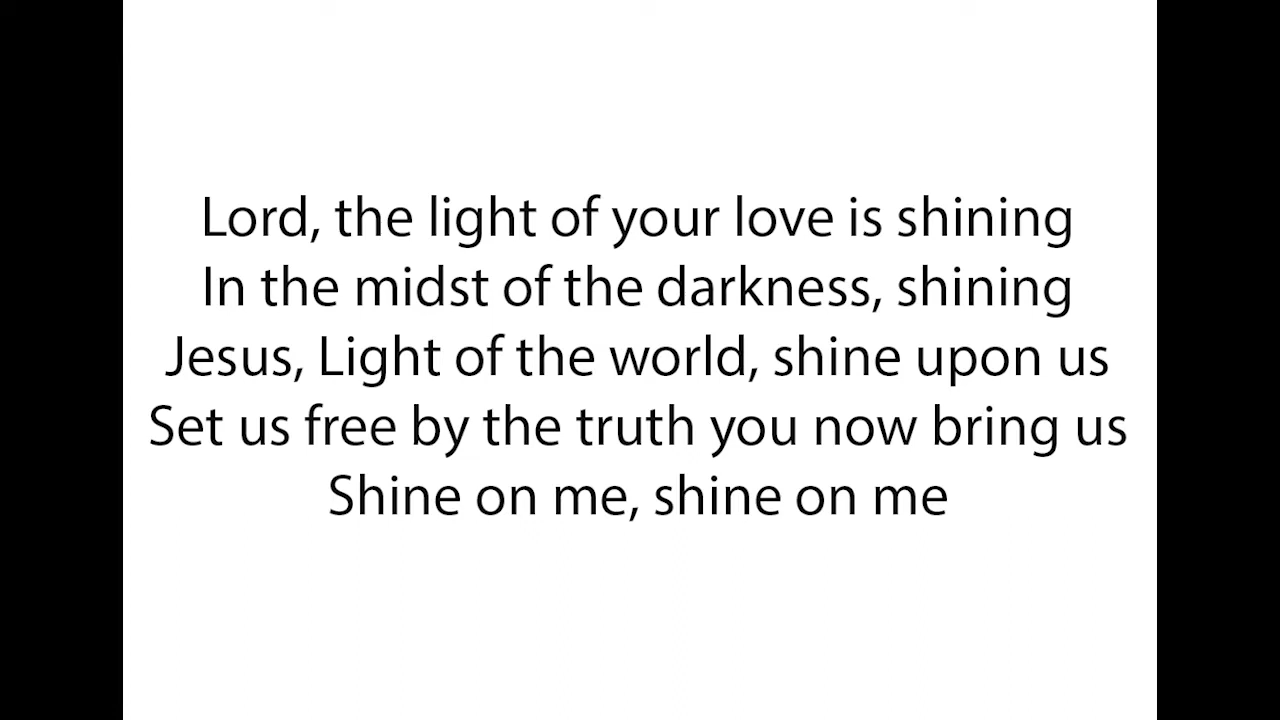 Lord, the light of your love is shining
In the midst of the darkness, shining
Jesus, Light of the world, shine upon us
Set us free by the truth you now bring us
Shine on me, shine on me